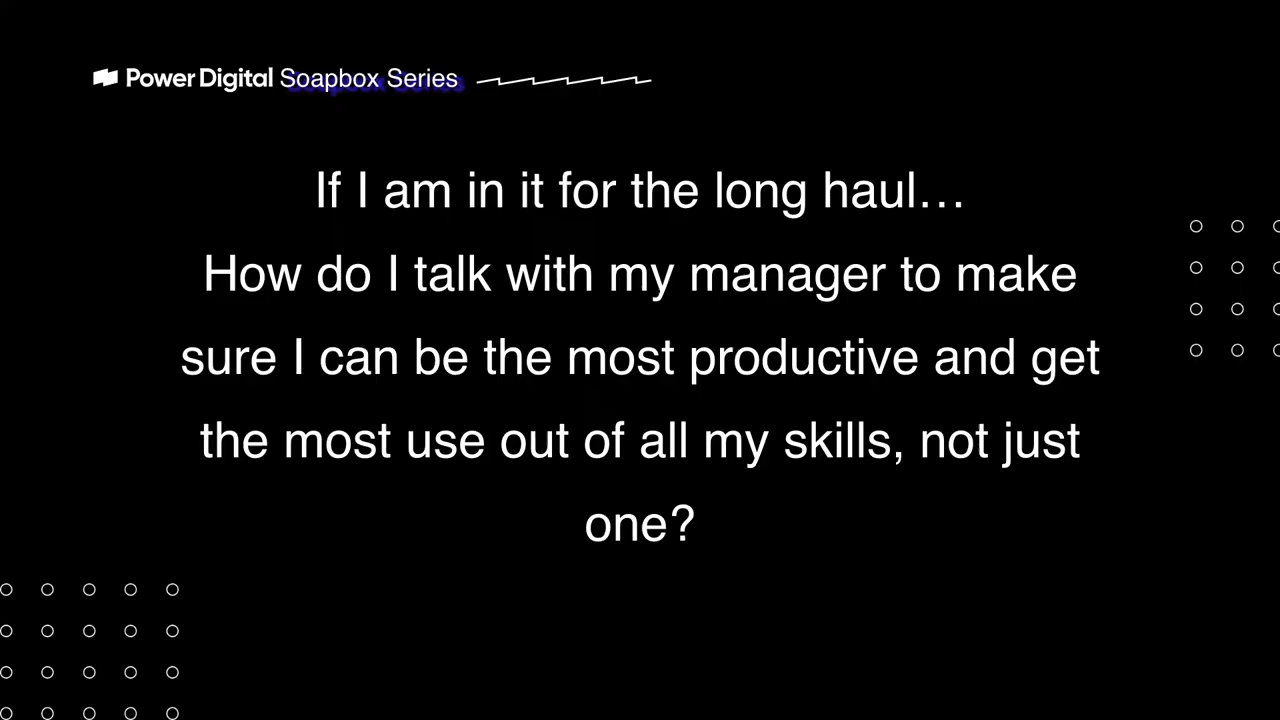 Power Digital Soapbox Series
If I am in it for the long haul…
How do I talk with my manager to make
sure I can be the most productive and get
the most use out of all my skills, not just
one?